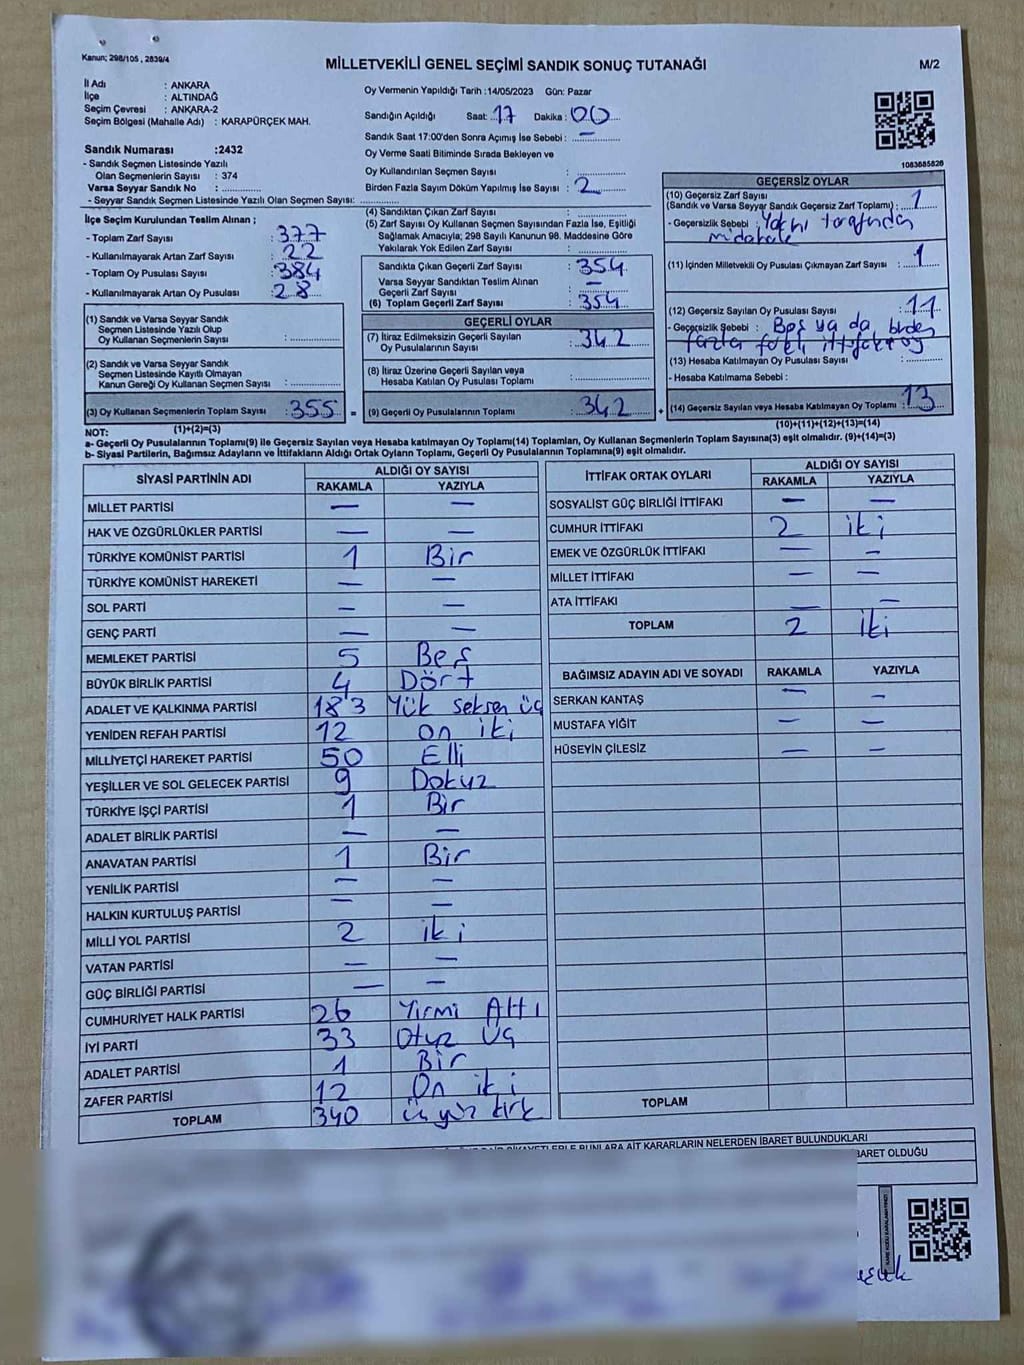 Kanun; 298/105 , 2839/4
MİLLETVEKİLİ GENEL SEÇİMİ SANDIK SONUÇ TUTANAĞI
M/2
İl Adı : ANKARA
İlçe : ALTINDAĞ
Seçim Çevresi : ANKARA-2
Seçim Bölgesi (Mahalle Adı) : KARAPÜRÇEK MAH.
Sandık Numarası :2432
- Sandık Seçmen Listesinde Yazılı
Olan Seçmenlerin Sayısı : 374
Varsa Seyyar Sandık No :
- Seyyar Sandık Seçmen Listesinde Yazılı Olan Seçmen Sayısı:
Oy Vermenin Yapıldığı Tarih :14/05/2023 Gün: Pazar
Sandığın Açıldığı Saat: 17 Dakika : 00
Sandık Saat 17:00'den Sonra Açımış İse Sebebi : —
Oy Verme Saati Bitiminde Sırada Bekleyen ve
Oy Kullandırılan Seçmen Sayısı :
Birden Fazla Sayım Döküm Yapılmış İse Sayısı : 2
1083685826
İlçe Seçim Kurulundan Teslim Alınan ;
- Toplam Zarf Sayısı : 377
- Kullanılmayarak Artan Zarf Sayısı : 22
- Toplam Oy Pusulası Sayısı : 384
- Kullanılmayarak Artan Oy Pusulası : 28
(1) Sandık ve Varsa Seyyar Sandık
Seçmen Listesinde Yazılı Olup
Oy Kullanan Seçmenlerin Sayısı :
(2) Sandık ve Varsa Seyyar Sandık
Seçmen Listesinde Kayıtlı Olmayan
Kanun Gereği Oy Kullanan Seçmen Sayısı :
(3) Oy Kullanan Seçmenlerin Toplam Sayısı : 355 =
(1)+(2)=(3)
(4) Sandıktan Çıkan Zarf Sayısı :
(5) Zarf Sayısı Oy Kullanan Seçmen Sayısından Fazla İse, Eşitliği
Sağlamak Amacıyla; 298 Sayılı Kanunun 98. Maddesine Göre
Yakılarak Yok Edilen Zarf Sayısı :
Sandıkta Çıkan Geçerli Zarf Sayısı : 354
Varsa Seyyar Sandıktan Teslim Alınan
Geçerli Zarf Sayısı : —
(6) Toplam Geçerli Zarf Sayısı : 354
GEÇERLİ OYLAR
(7) İtiraz Edilmeksizin Geçerli Sayılan
Oy Pusulalarının Sayısı : 342
(8) İtiraz Üzerine Geçerli Sayılan veya
Hesaba Katılan Oy Pusulası Toplamı :
(9) Geçerli Oy Pusulalarının Toplamı : 342 +
GEÇERSİZ OYLAR
(10) Geçersiz Zarf Sayısı
(Sandık ve Varsa Seyyar Sandık Geçersiz Zarf Toplamı) : 1
- Geçersizlik Sebebi : tarafından
(11) İçinden Milletvekili Oy Pusulası Çıkmayan Zarf Sayısı : 1
(12) Geçersiz Sayılan Oy Pusulası Sayısı : 11
- Geçersizlik Sebebi : Boş ya da birden
fazla farklı ittifak oy
(13) Hesaba Katılmayan Oy Pusulası Sayısı :
- Hesaba Katılmama Sebebi :
(14) Geçersiz Sayılan veya Hesaba Katılmayan Oy Toplamı : 13
(10)+(11)+(12)+(13)=(14)
NOT:
a- Geçerli Oy Pusulalarının Toplamı(9) ile Geçersiz Sayılan veya Hesaba katılmayan Oy Toplamı(14) Toplamları, Oy Kullanan Seçmenlerin Toplam Sayısına(3) eşit olmalıdır. (9)+(14)=(3)
b- Siyasi Partilerin, Bağımsız Adayların ve İttifakların Aldığı Ortak Oyların Toplamı, Geçerli Oy Pusulalarının Toplamına(9) eşit olmalıdır.
SİYASİ PARTİNİN ADI ALDIĞI OY SAYISI
RAKAMLA YAZIYLA
MİLLET PARTİSİ — —
HAK VE ÖZGÜRLÜKLER PARTİSİ — —
TÜRKİYE KOMÜNİST PARTİSİ 1 Bir
TÜRKİYE KOMÜNİST HAREKETİ — —
SOL PARTİ — —
GENÇ PARTİ — —
MEMLEKET PARTİSİ 5 Beş
BÜYÜK BİRLİK PARTİSİ 4 Dört
ADALET VE KALKINMA PARTİSİ 183 Yük seksen üç
YENİDEN REFAH PARTİSİ 12 on iki
MİLLİYETÇİ HAREKET PARTİSİ 50 Elli
YEŞİLLER VE SOL GELECEK PARTİSİ 9 Dokuz
TÜRKİYE İŞÇİ PARTİSİ 1 Bir
ADALET BİRLİK PARTİSİ — —
ANAVATAN PARTİSİ 1 Bir
YENİLİK PARTİSİ — —
HALKIN KURTULUŞ PARTİSİ — —
MİLLİ YOL PARTİSİ 2 iki
VATAN PARTİSİ — —
GÜÇ BİRLİĞİ PARTİSİ — —
CUMHURİYET HALK PARTİSİ 26 Yirmi Altı
İYİ PARTİ 33 Otuz Üç
ADALET PARTİSİ 1 Bir
ZAFER PARTİSİ 12 On iki
TOPLAM 340 üç yüz kırk
İTTİFAK ORTAK OYLARI ALDIĞI OY SAYISI
RAKAMLA YAZIYLA
SOSYALİST GÜÇ BİRLİĞİ İTTİFAKI — —
CUMHUR İTTİFAKI 2 iki
EMEK VE ÖZGÜRLÜK İTTİFAKI — —
MİLLET İTTİFAKI — —
ATA İTTİFAKI — —
TOPLAM 2 iki
BAĞIMSIZ ADAYIN ADI VE SOYADI RAKAMLA YAZIYLA
SERKAN KANTAŞ — —
MUSTAFA YİĞİT — —
HÜSEYİN ÇİLESİZ — —
TOPLAM
BUNLARA AİT KARARLARIN NELERDEN İBARET BULUNDUKLARI
BARET OLDUĞU